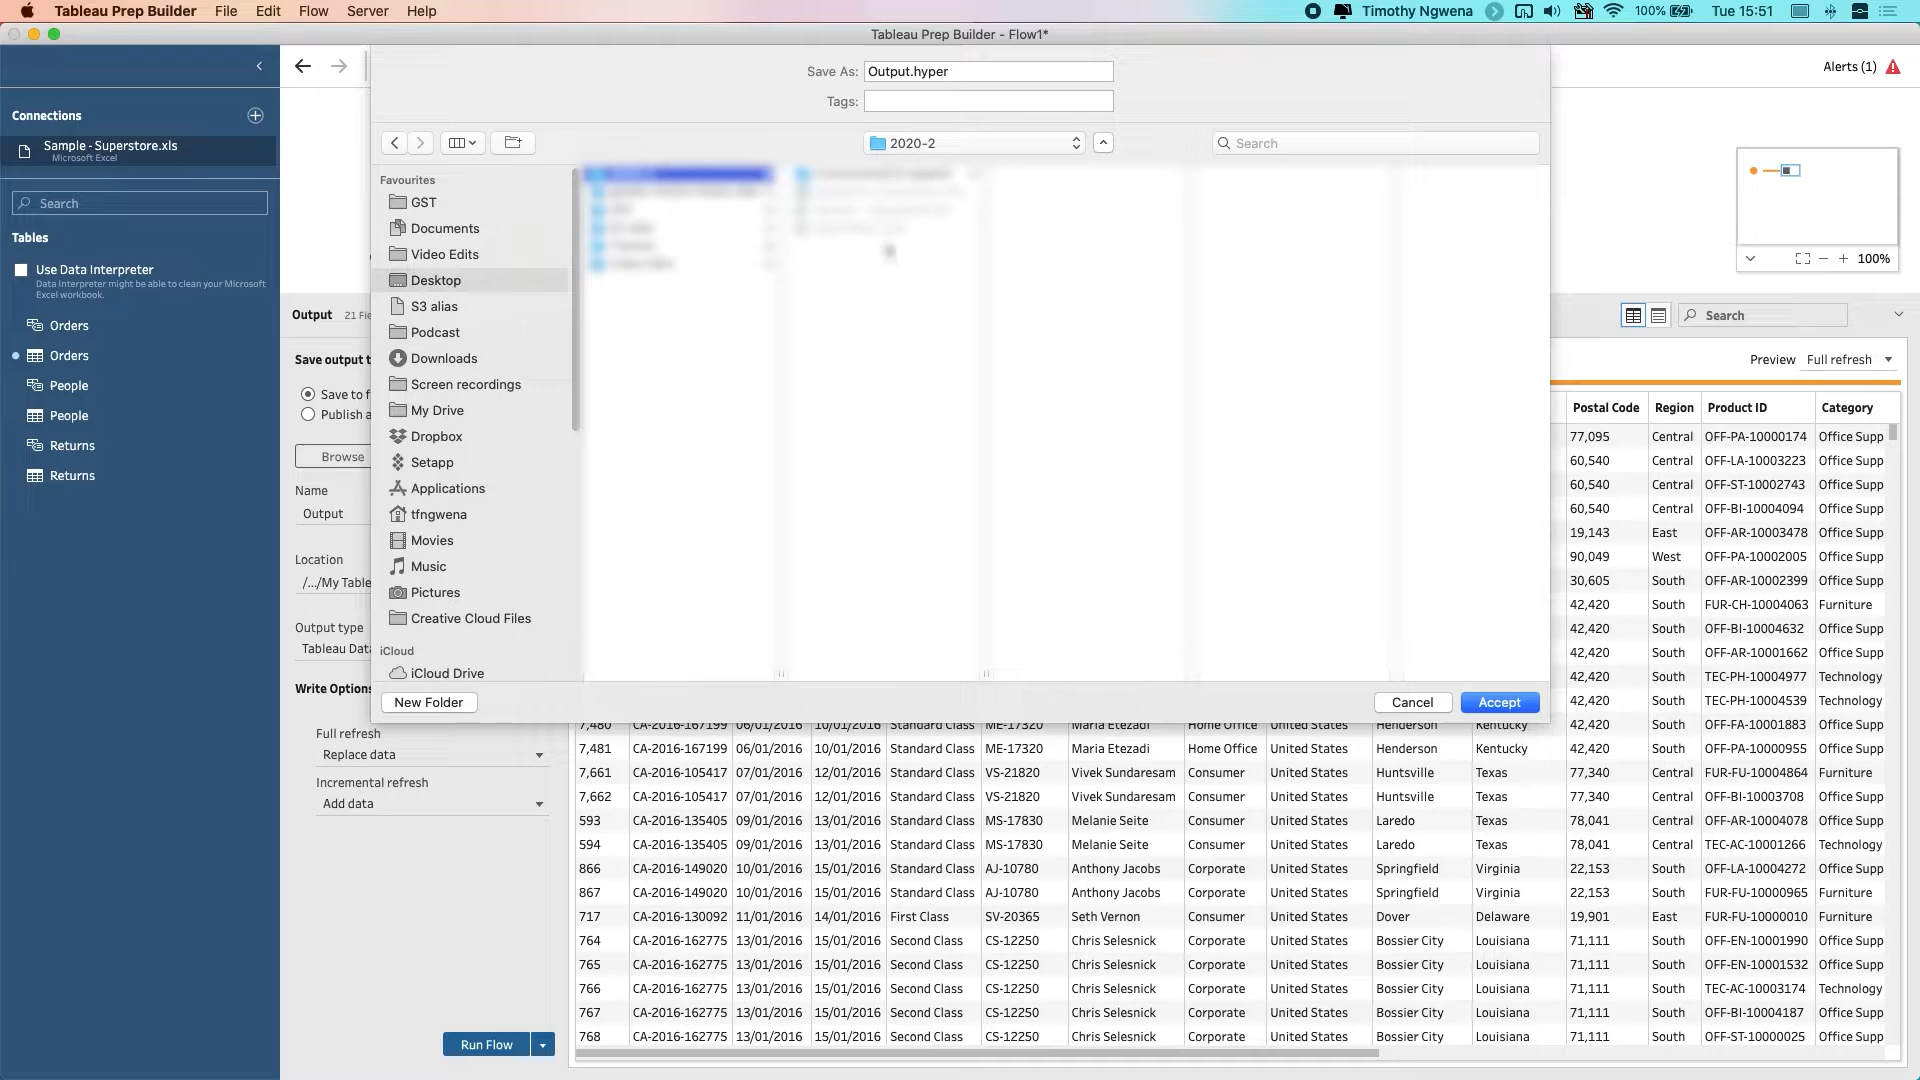 Tableau Prep Builder File Edit Flow Server Help Timothy Ngwena 100% Tue 15:51
Tableau Prep Builder - Flow1*
Save As: Output.hyper
Alerts (1)
Tags:
Connections
Sample - Superstore.xls
Microsoft Excel
2020-2
Search
Search
Tables
Use Data Interpreter
Data Interpreter might be able to clean your Microsoft
Excel workbook.
Orders
Orders
People
People
Returns
Returns
Favourites
GST
Documents
Video Edits
Desktop
S3 alias
Podcast
Downloads
Screen recordings
My Drive
Dropbox
Setapp
Applications
tfngwena
Movies
Music
Pictures
Creative Cloud Files
iCloud
iCloud Drive
New Folder
Cancel
Accept
100%
Output 21
Search
Save output
Save to
Publish
Browse
Name
Output
Location
/.../My
Output type
Tableau
Write Options
Full refresh
Replace data
Incremental refresh
Add data
Run Flow
Preview Full refresh
Postal Code Region Product ID Category
77,095 Central OFF-PA-10000174 Office Supp
60,540 Central OFF-LA-10003223 Office Supp
60,540 Central OFF-ST-10002743 Office Supp
60,540 Central OFF-BI-10004094 Office Supp
19,143 East OFF-AR-10003478 Office Supp
90,049 West OFF-PA-10002005 Office Supp
30,605 South OFF-AR-10002399 Office Supp
42,420 South FUR-CH-10004063 Furniture
42,420 South OFF-BI-10004632 Office Supp
42,420 South OFF-AR-10001662 Office Supp
42,420 South TEC-PH-10004977 Technology
42,420 South TEC-PH-10004539 Technology
7,480 CA-2016-167199 06/01/2016 10/01/2016 Standard Class ME-17320 Maria Etezadi Home Office United States Henderson Kentucky 42,420 South OFF-FA-10001883 Office Supp
7,481 CA-2016-167199 06/01/2016 10/01/2016 Standard Class ME-17320 Maria Etezadi Home Office United States Henderson Kentucky 42,420 South OFF-PA-10000955 Office Supp
7,661 CA-2016-105417 07/01/2016 12/01/2016 Standard Class VS-21820 Vivek Sundaresam Consumer United States Huntsville Texas 77,340 Central FUR-FU-10004864 Furniture
7,662 CA-2016-105417 07/01/2016 12/01/2016 Standard Class VS-21820 Vivek Sundaresam Consumer United States Huntsville Texas 77,340 Central OFF-BI-10003708 Office Supp
593 CA-2016-135405 09/01/2016 13/01/2016 Standard Class MS-17830 Melanie Seite Consumer United States Laredo Texas 78,041 Central OFF-AR-10004078 Office Supp
594 CA-2016-135405 09/01/2016 13/01/2016 Standard Class MS-17830 Melanie Seite Consumer United States Laredo Texas 78,041 Central TEC-AC-10001266 Technology
866 CA-2016-149020 10/01/2016 15/01/2016 Standard Class AJ-10780 Anthony Jacobs Corporate United States Springfield Virginia 22,153 South OFF-LA-10004272 Office Supp
867 CA-2016-149020 10/01/2016 15/01/2016 Standard Class AJ-10780 Anthony Jacobs Corporate United States Springfield Virginia 22,153 South FUR-FU-10000965 Furniture
717 CA-2016-130092 11/01/2016 14/01/2016 First Class SV-20365 Seth Vernon Consumer United States Dover Delaware 19,901 East FUR-FU-10000010 Furniture
764 CA-2016-162775 13/01/2016 15/01/2016 Second Class CS-12250 Chris Selesnick Corporate United States Bossier City Louisiana 71,111 South OFF-EN-10001990 Office Supp
765 CA-2016-162775 13/01/2016 15/01/2016 Second Class CS-12250 Chris Selesnick Corporate United States Bossier City Louisiana 71,111 South OFF-EN-10001532 Office Supp
766 CA-2016-162775 13/01/2016 15/01/2016 Second Class CS-12250 Chris Selesnick Corporate United States Bossier City Louisiana 71,111 South TEC-AC-10003174 Technology
767 CA-2016-162775 13/01/2016 15/01/2016 Second Class CS-12250 Chris Selesnick Corporate United States Bossier City Louisiana 71,111 South OFF-BI-10004187 Office Supp
768 CA-2016-162775 13/01/2016 15/01/2016 Second Class CS-12250 Chris Selesnick Corporate United States Bossier City Louisiana 71,111 South OFF-ST-10000025 Office Supp